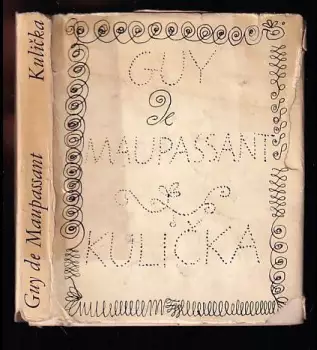 GUY
de
MAUPASSANT
KULIČKA
Guy de Maupassant Kulička